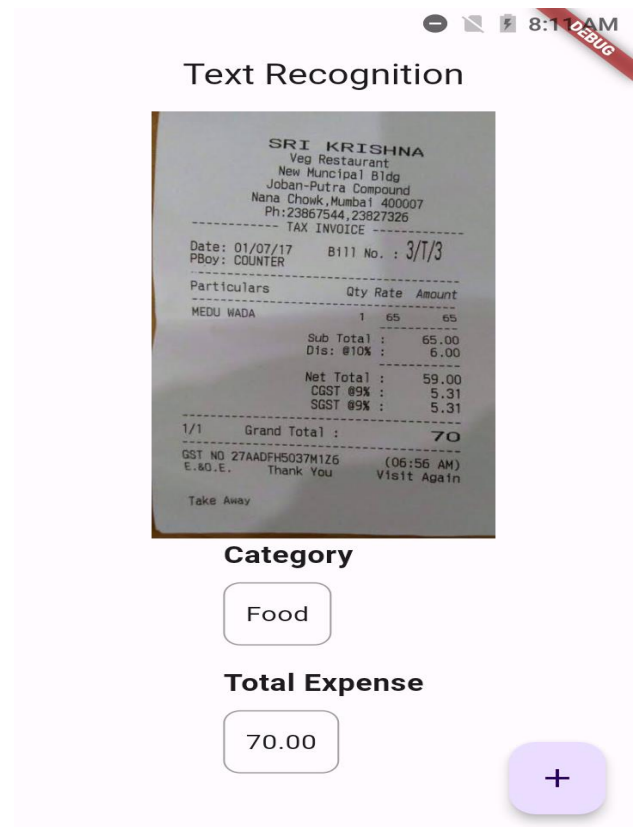 8:11 AM
DEBUG
Text Recognition
SRI KRISHNA
Veg Restaurant
New Muncipal Bldg
Joban-Putra Compound
Nana Chowk,Mumbai 400007
Ph:23867544,23827326
TAX INVOICE
Date: 01/07/17 Bill No. : 3/T/3
PBoy: COUNTER
Particulars Qty Rate Amount
MEDU WADA 1 65 65
Sub Total : 65.00
Dis: @10% : 6.00
Net Total : 59.00
CGST @9% : 5.31
SGST @9% : 5.31
1/1 Grand Total : 70
GST NO 27AADFH5037M1Z6 (06:56 AM)
E.&O.E. Thank You Visit Again
Take Away
Category
Food
Total Expense
70.00
+